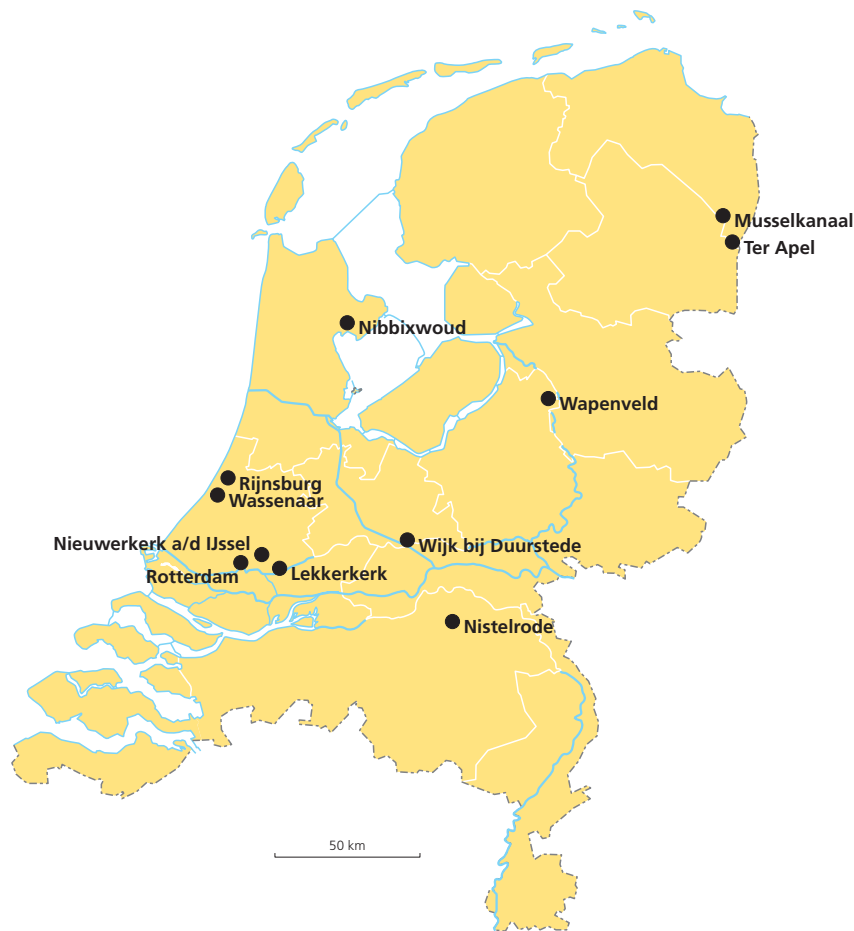 Musselkanaal
Ter Apel
Nibbixwoud
Wapenveld
Rijnsburg
Wassenaar
Nieuwerkerk a/d IJssel
Wijk bij Duurstede
Rotterdam
Lekkerkerk
Nistelrode
50 km